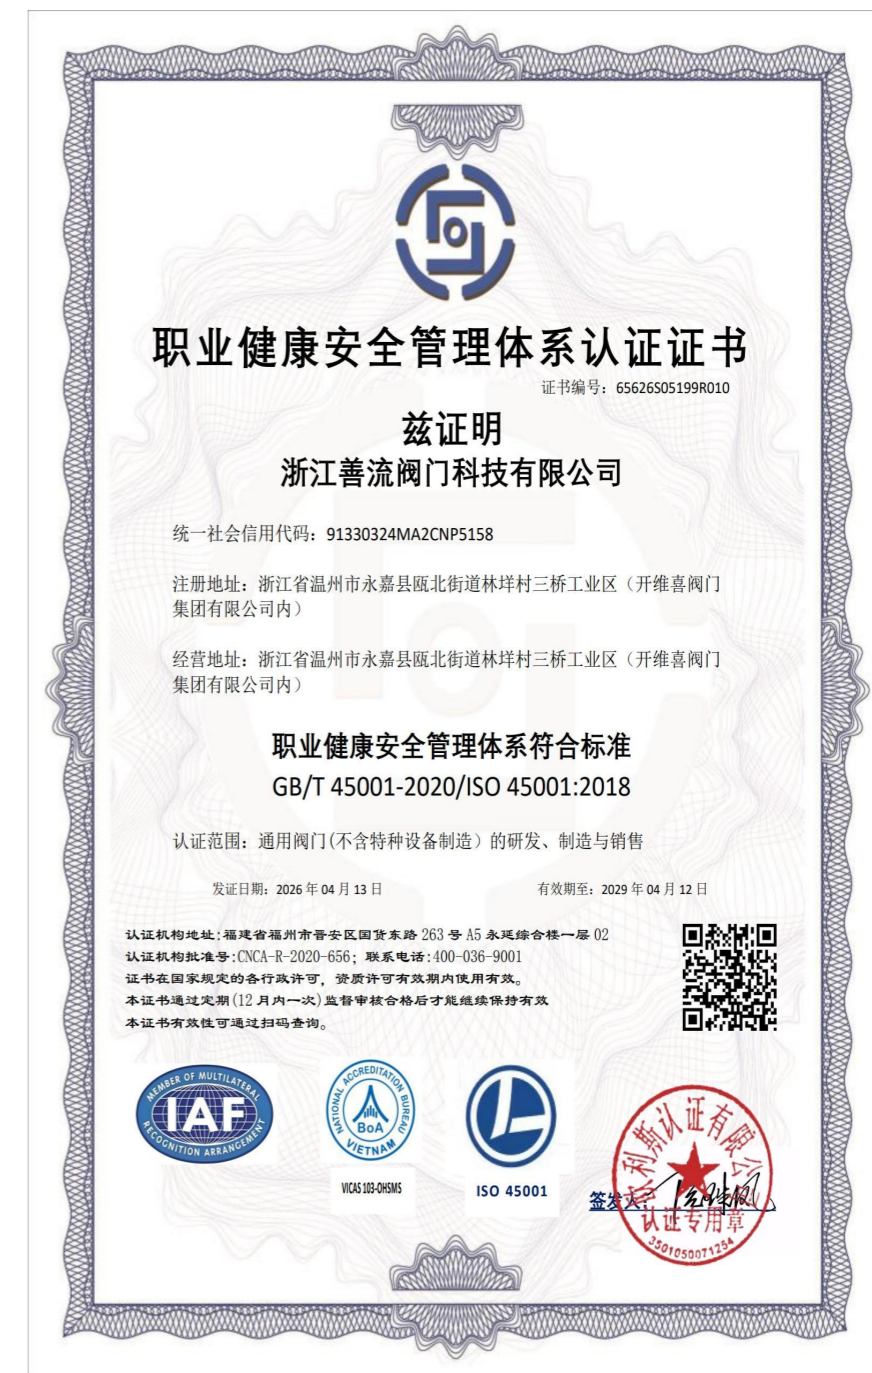 职业健康安全管理体系认证证书
证书编号：65626S05199R010
兹证明
浙江善流阀门科技有限公司
统一社会信用代码：91330324MA2CNP5158
注册地址：浙江省温州市永嘉县瓯北街道林垟村三桥工业区（开维喜阀门
集团有限公司内）
经营地址：浙江省温州市永嘉县瓯北街道林垟村三桥工业区（开维喜阀门
集团有限公司内）
职业健康安全管理体系符合标准
GB/T 45001-2020/ISO 45001:2018
认证范围：通用阀门(不含特种设备制造）的研发、制造与销售
发证日期：2026 年 04 月 13 日
有效期至：2029 年 04 月 12 日
认证机构地址:福建省福州市晋安区国货东路 263 号 A5 永延综合楼一层 02
认证机构批准号:CNCA-R-2020-656；联系电话:400-036-9001
证书在国家规定的各行政许可，资质许可有效期内使用有效。
本证书通过定期(12 月内一次)监督审核合格后才能继续保持有效
本证书有效性可通过扫码查询。
MEMBER OF MULTILATERAL
IAF
RECOGNITION ARRANGEMENT
NATIONAL ACCREDITATION BUREAU
BoA
VIETNAM
VICAS 103-OHSMS
ISO 45001
签发人：
利斯认证有限公司
认证专用章
3501050071254